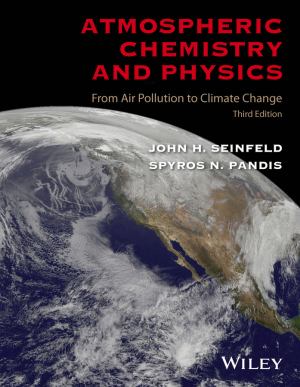 ATMOSPHERIC
CHEMISTRY
AND PHYSICS
From Air Pollution to Climate Change
Third Edition
JOHN H. SEINFELD
SPYROS N. PANDIS
WILEY